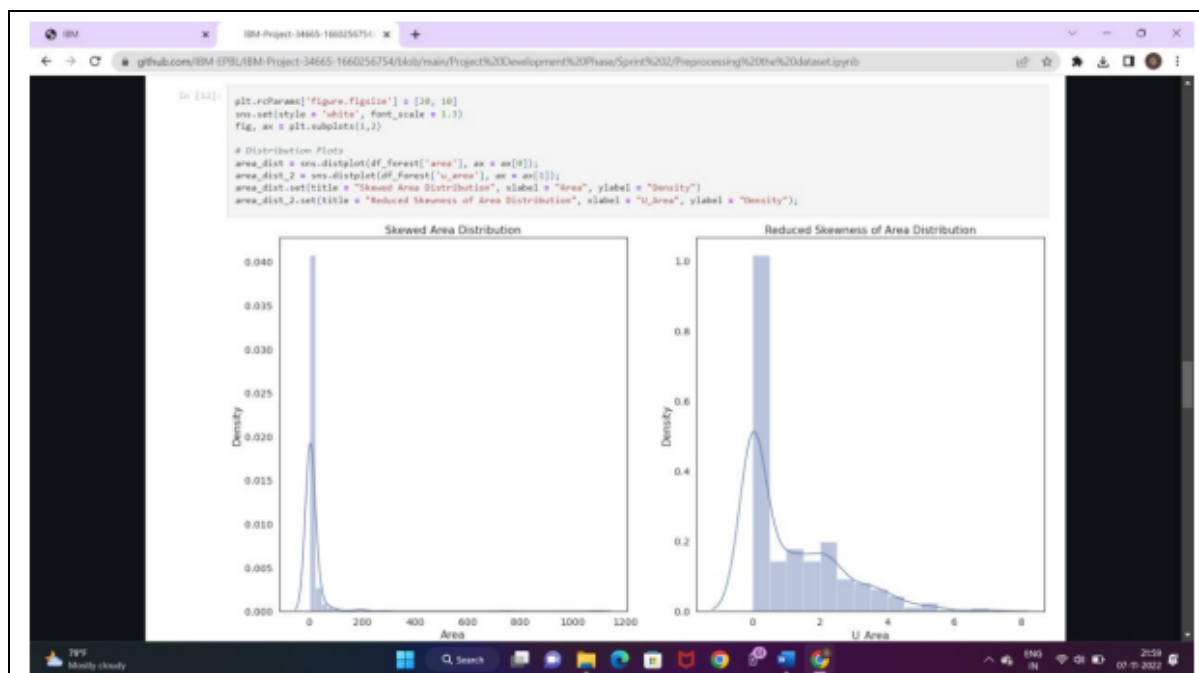 IBM
IBM-Project-34665-1660256754/
github.com/IBM-EPBL/IBM-Project-34665-1660256754/blob/main/Project%20Development%20Phase/Sprint%202/Preprocessing%20the%20dataset.ipynb
In [12]:
plt.rcParams['figure.figsize'] = [20, 10]
sns.set(style = 'white', font_scale = 1.3)
fig, ax = plt.subplots(1,2)
# Distribution Plots
area_dist = sns.distplot(df_forest['area'], ax = ax[0]);
area_dist_2 = sns.distplot(df_forest['u_area'], ax = ax[1]);
area_dist.set(title = "Skewed Area Distribution", xlabel = "Area", ylabel = "Density")
area_dist_2.set(title = "Reduced Skewness of Area Distribution", xlabel = "U_Area", ylabel = "Density");
Skewed Area Distribution
0.040
0.035
0.030
0.025
0.020
0.015
0.010
0.005
0.000
Density
0 200 400 600 800 1000 1200
Area
Reduced Skewness of Area Distribution
1.0
0.8
0.6
0.4
0.2
0.0
Density
0 2 4 6 8
U Area
79°F
Mostly cloudy
Search
ENG
IN
21:59
07-11-2022